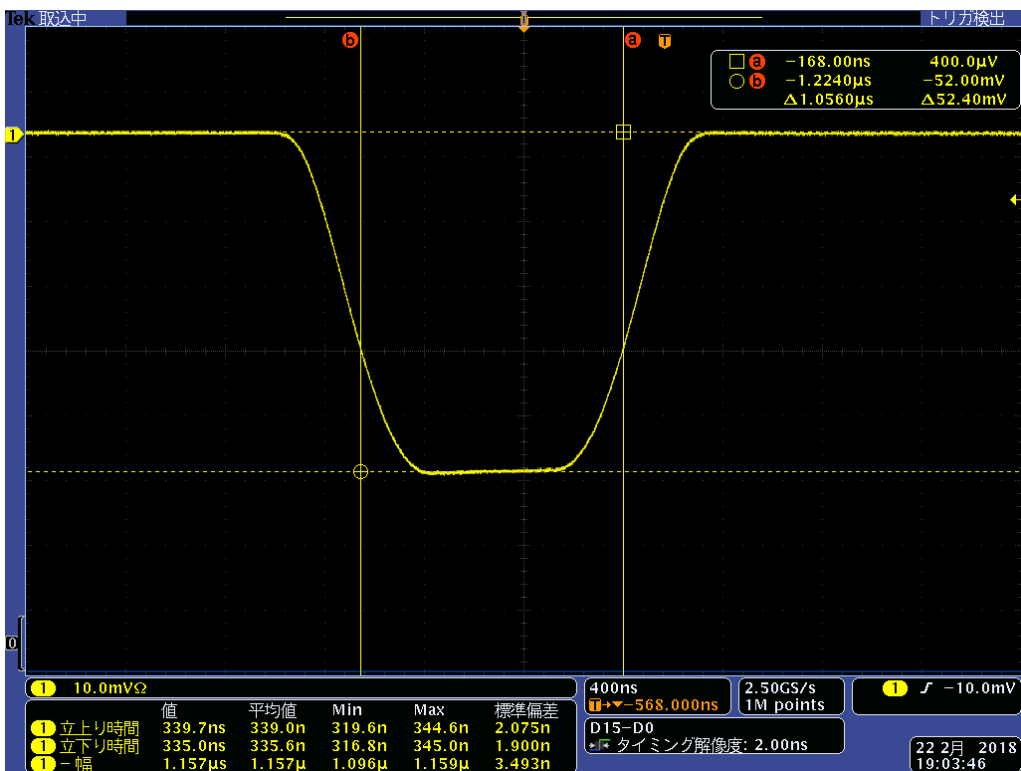 Tek 取込中 トリガ検出
b a T
a −168.00ns 400.0µV
b −1.2240µs −52.00mV
Δ1.0560µs Δ52.40mV
1
0
1 10.0mVΩ
400ns
T→▼−568.000ns
2.50GS/s
1M points
1 ∫ −10.0mV
値 平均値 Min Max 標準偏差
1 立上り時間 339.7ns 339.0n 319.6n 344.6n 2.075n
1 立下り時間 335.0ns 335.6n 316.8n 345.0n 1.900n
1 −幅 1.157µs 1.157µ 1.096µ 1.159µ 3.493n
D15−D0
タイミング解像度: 2.00ns
22 2月 2018
19:03:46